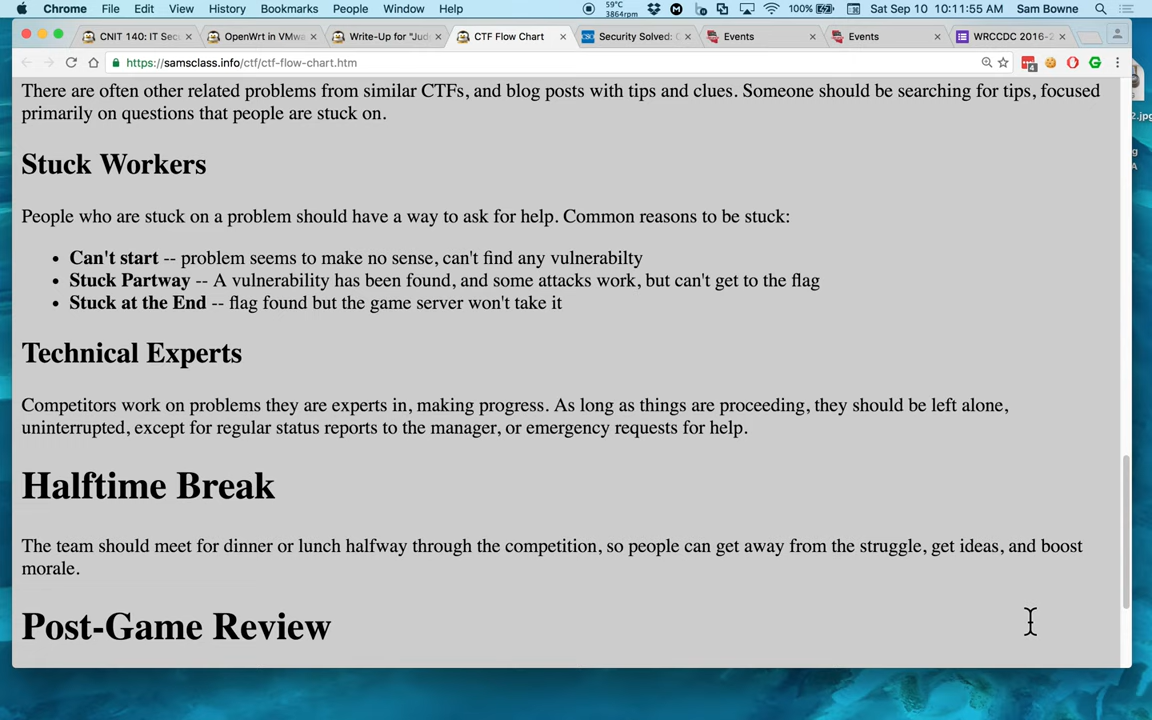 Chrome File Edit View History Bookmarks People Window Help 59°C 3864rpm 100% Sat Sep 10 10:11:55 AM Sam Bowne
CNIT 140: IT Secu OpenWrt in VMwa Write-Up for "Jud CTF Flow Chart Security Solved: C Events Events WRCCDC 2016-2
https://samsclass.info/ctf/ctf-flow-chart.htm
There are often other related problems from similar CTFs, and blog posts with tips and clues. Someone should be searching for tips, focused
primarily on questions that people are stuck on.
Stuck Workers
People who are stuck on a problem should have a way to ask for help. Common reasons to be stuck:
• Can't start -- problem seems to make no sense, can't find any vulnerabilty
• Stuck Partway -- A vulnerability has been found, and some attacks work, but can't get to the flag
• Stuck at the End -- flag found but the game server won't take it
Technical Experts
Competitors work on problems they are experts in, making progress. As long as things are proceeding, they should be left alone,
uninterrupted, except for regular status reports to the manager, or emergency requests for help.
Halftime Break
The team should meet for dinner or lunch halfway through the competition, so people can get away from the struggle, get ideas, and boost
morale.
Post-Game Review